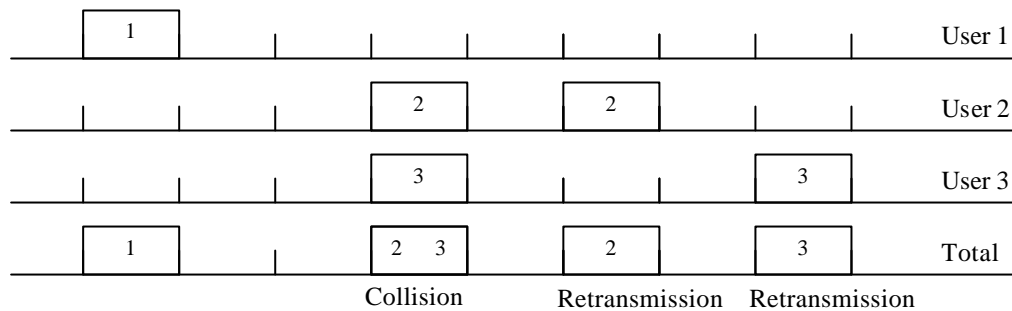 1 User 1
2 2 User 2
3 3 User 3
1 2 3 2 3 Total
Collision Retransmission Retransmission